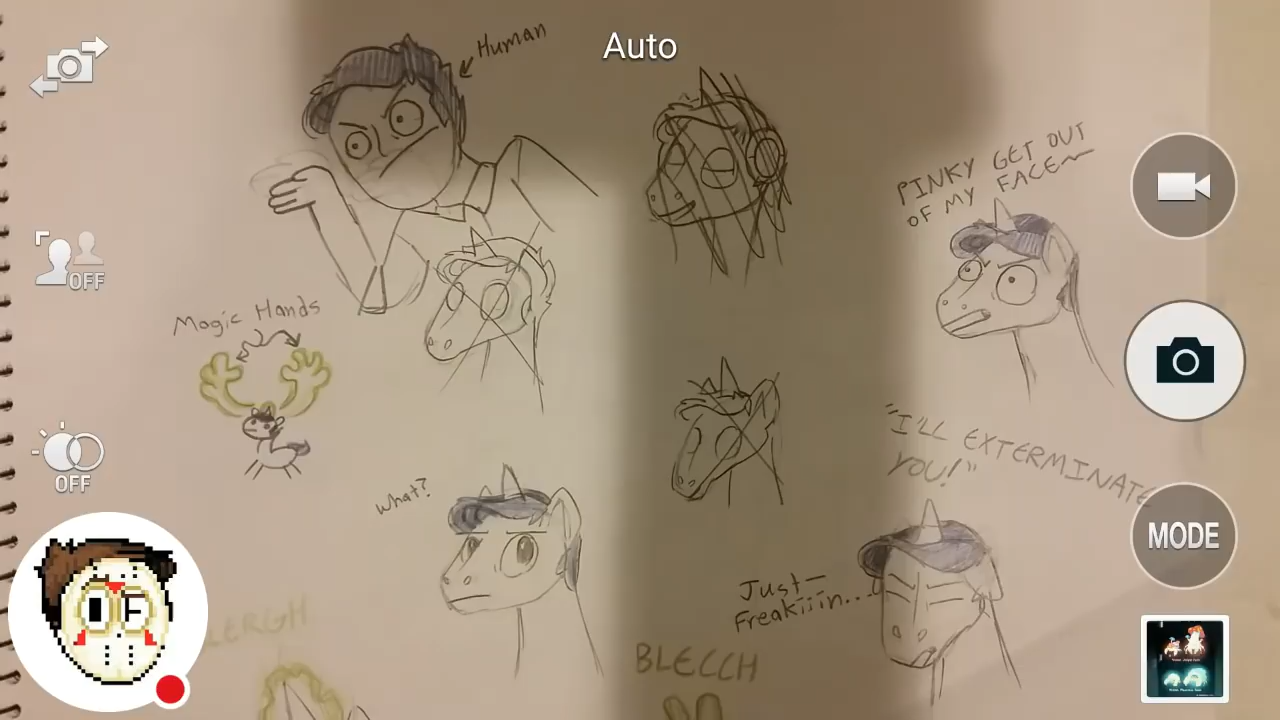 Human
Auto
PINKY GET OUT
OF MY FACE
OFF
Magic Hands
"I'LL EXTERMINATE
YOU!"
OFF
What?
MODE
Just—
Freakiiin...
BLECCH